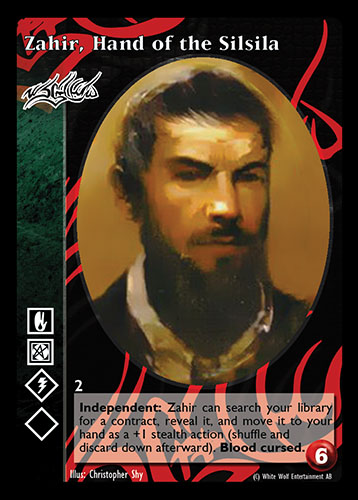 Zahir, Hand of the Silsila
2
Independent: Zahir can search your library
for a contract, reveal it, and move it to your
hand as a +1 stealth action (shuffle and
discard down afterward). Blood cursed.
6
Illus: Christopher Shy
(C) White Wolf Entertainment AB